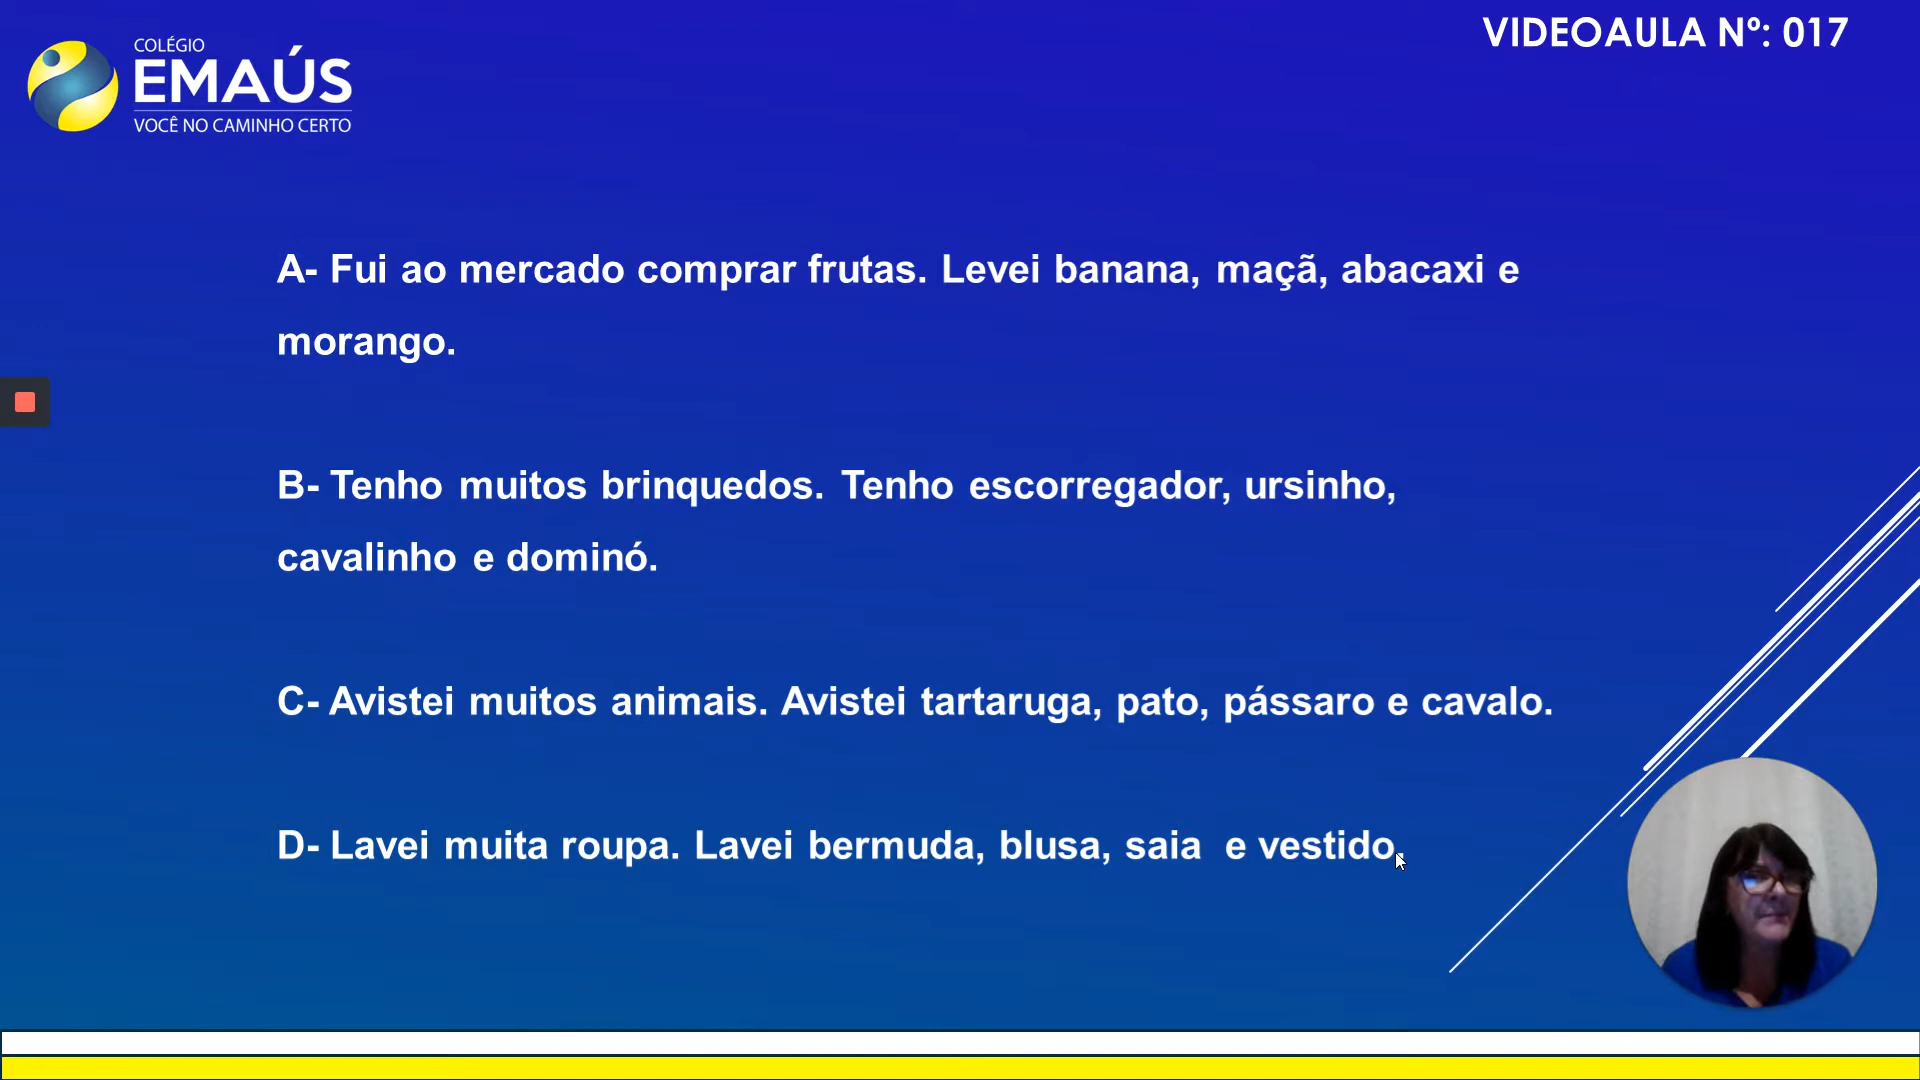 VIDEOAULA Nº: 017
COLÉGIO
EMAÚS
VOCÊ NO CAMINHO CERTO
A- Fui ao mercado comprar frutas. Levei banana, maçã, abacaxi e
morango.
B- Tenho muitos brinquedos. Tenho escorregador, ursinho,
cavalinho e dominó.
C- Avistei muitos animais. Avistei tartaruga, pato, pássaro e cavalo.
D- Lavei muita roupa. Lavei bermuda, blusa, saia e vestido.